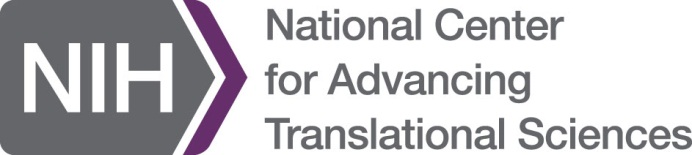 NIH
National Center
for Advancing
Translational Sciences